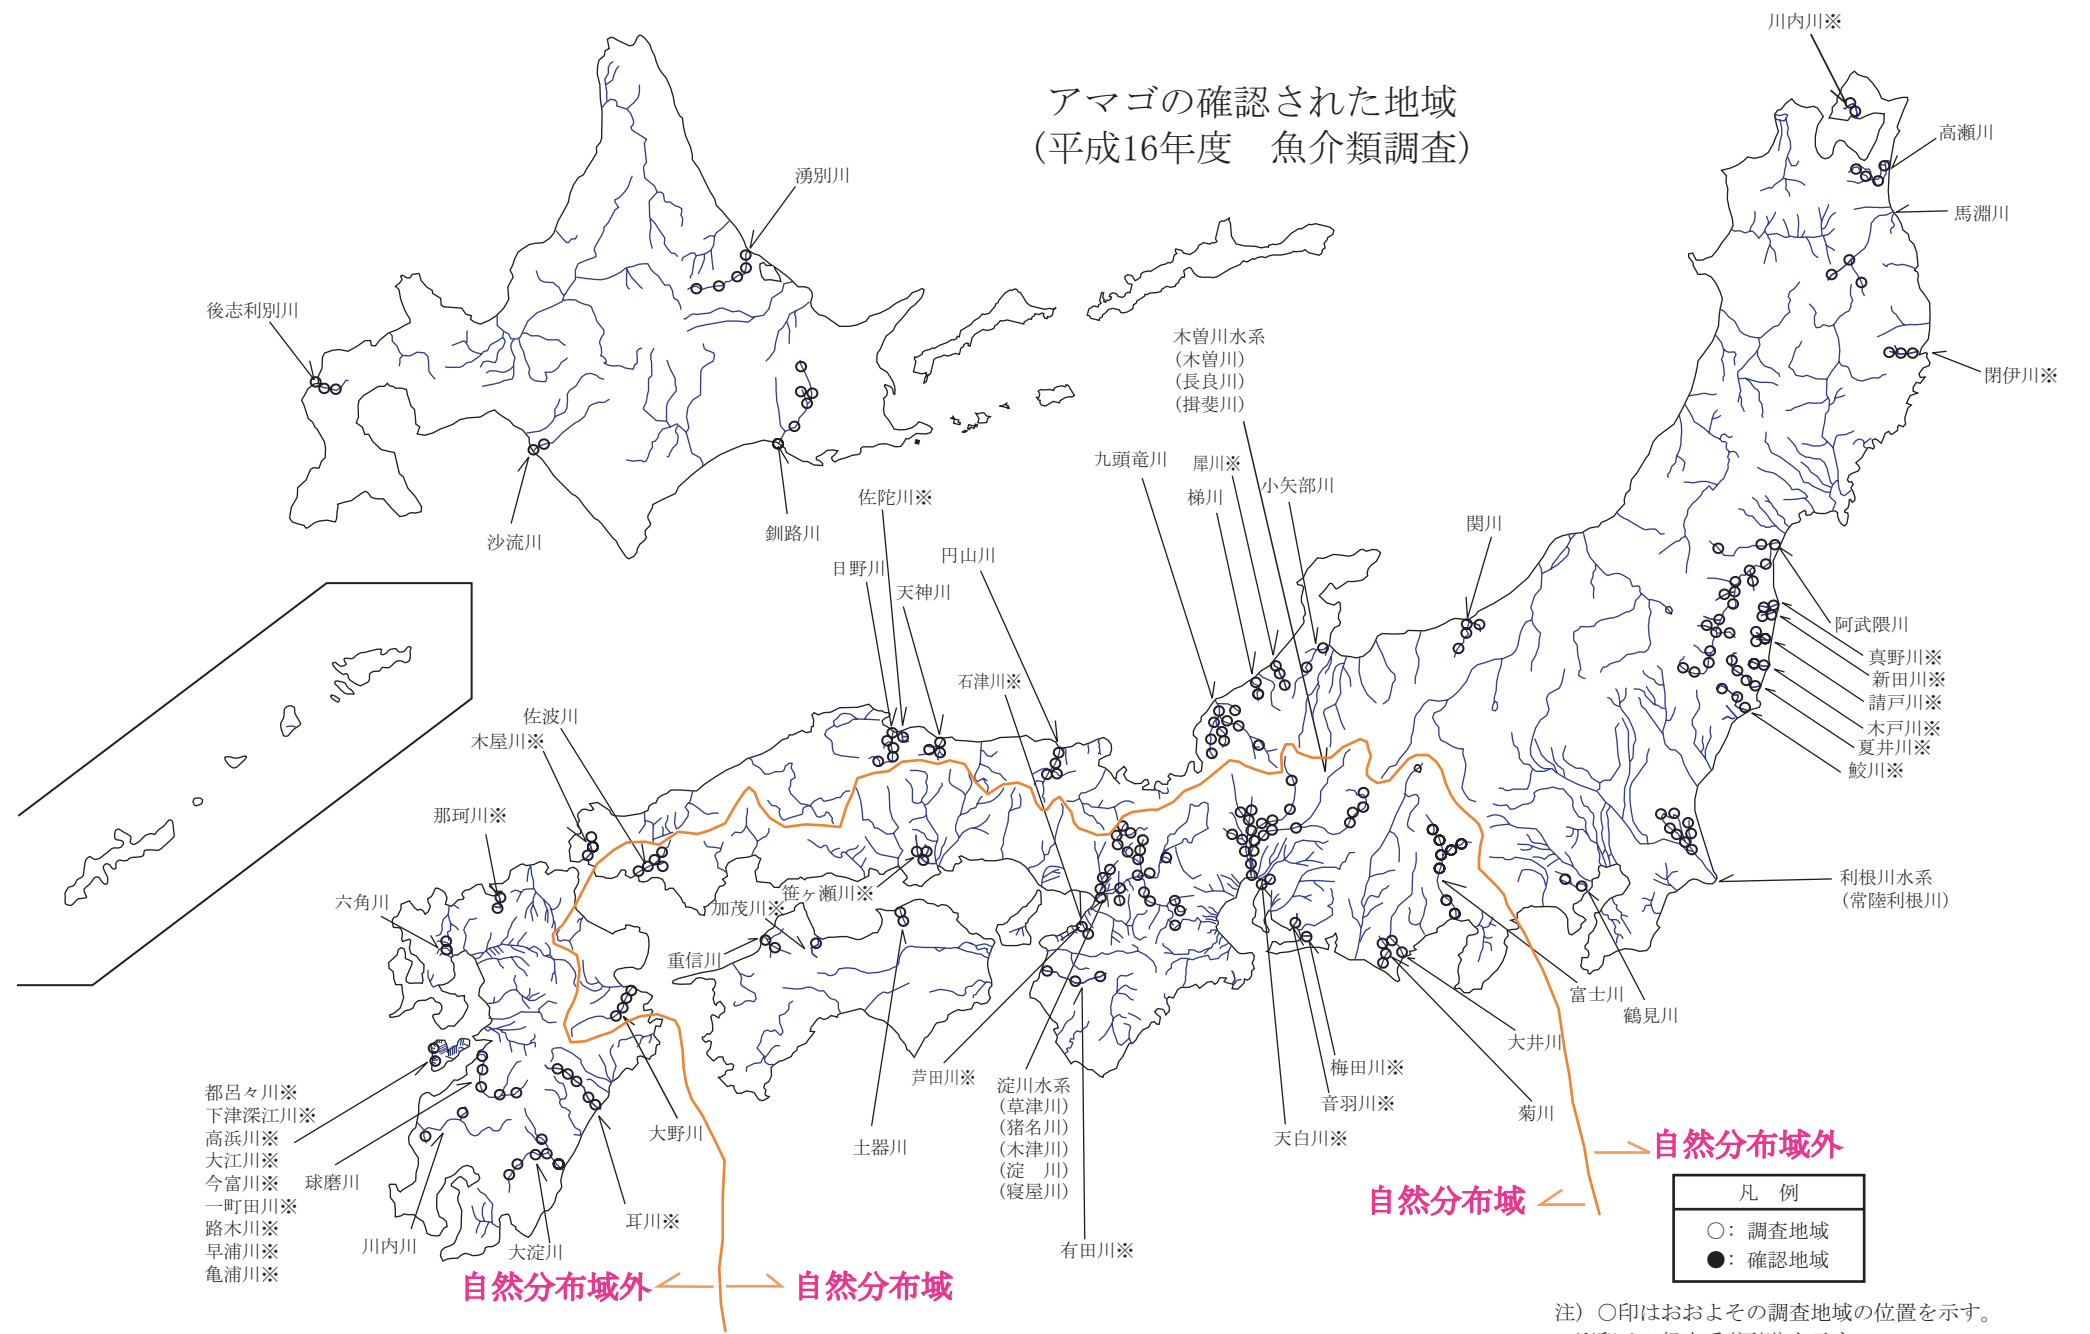 川内川※
アマゴの確認された地域
(平成16年度　魚介類調査)
高瀬川
湧別川
馬淵川
後志利別川
木曽川水系
(木曽川)
(長良川)
(揖斐川)
閉伊川※
九頭竜川
犀川※
梯川
小矢部川
佐陀川※
関川
沙流川
釧路川
円山川
日野川
天神川
阿武隈川
真野川※
新田川※
請戸川※
木戸川※
夏井川※
鮫川※
石津川※
佐波川
木屋川※
那珂川※
六角川
笹ヶ瀬川※
加茂川※
重信川
利根川水系
(常陸利根川)
富士川
鶴見川
大井川
梅田川※
音羽川※
菊川
天白川※
芦田川※
淀川水系
(草津川)
(猪名川)
(木津川)
(淀　川)
(寝屋川)
有田川※
土器川
大野川
都呂々川※
下津深江川※
高浜川※
大江川※
今富川※
一町田川※
路木川※
早浦川※
亀浦川※
球磨川
川内川
大淀川
耳川※
自然分布域外
自然分布域
自然分布域外
自然分布域
凡　例
○: 調査地域
●: 確認地域
注) ○印はおおよその調査地域の位置を示す。